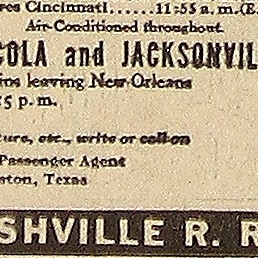 res Cincinnati......11:55 a. m.(E.
Air-Conditioned throughout.
COLA and JACKSONVIL
ins leaving New Orleans
:5 p. m.
ture, etc., write or call on
Passenger Agent
ston, Texas
SHVILLE R. R